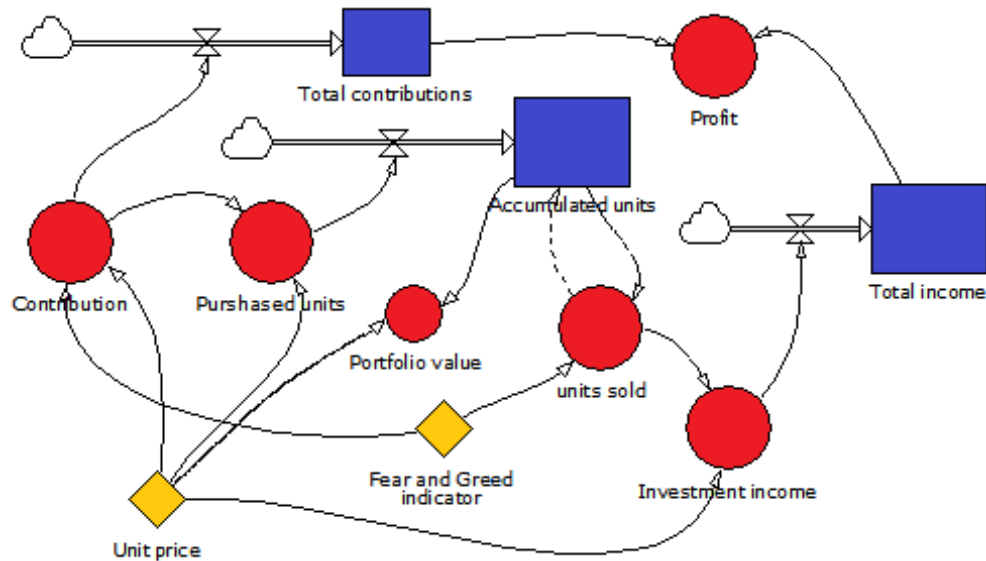 Total contributions
Profit
Accumulated units
Contribution
Purshased units
Total income
Portfolio value
units sold
Fear and Greed
indicator
Investment income
Unit price